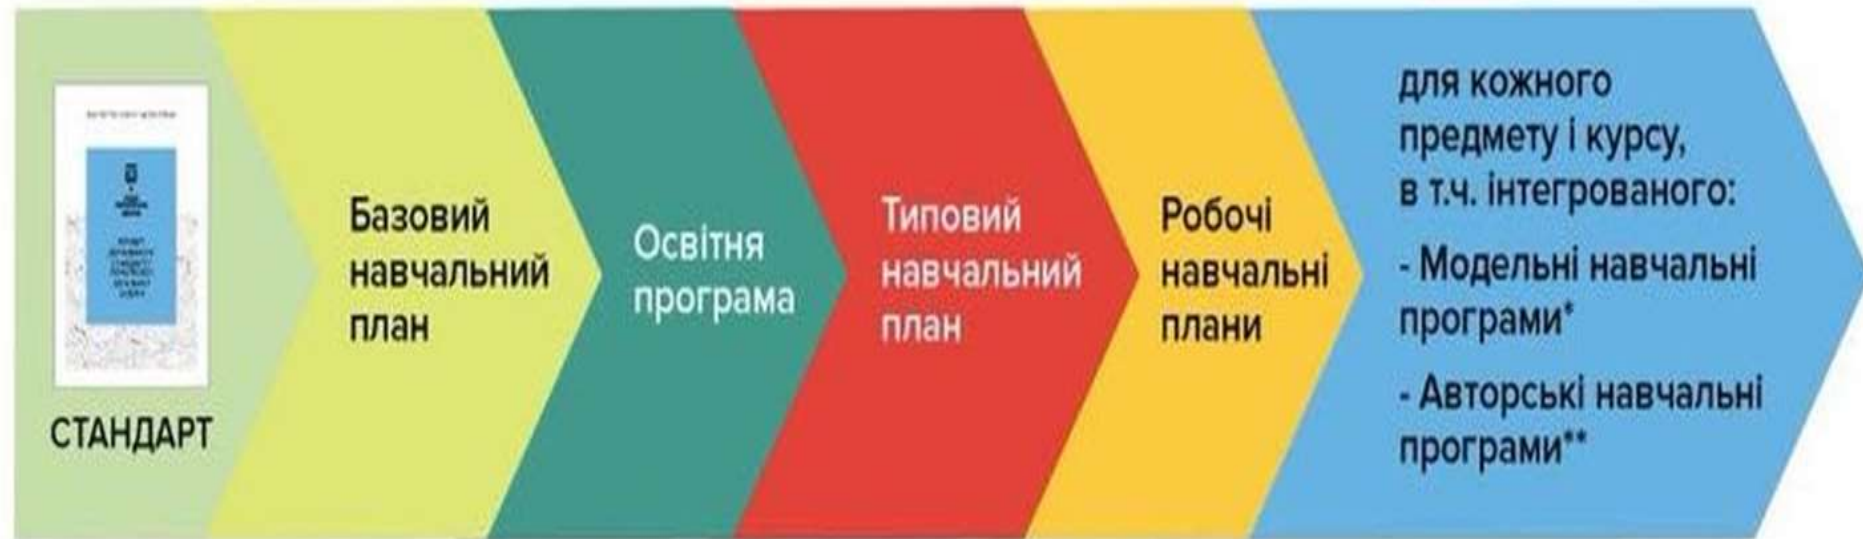 СТАНДАРТ
Базовий
навчальний
план
Освітня
програма
Типовий
навчальний
план
Робочі
навчальні
плани
для кожного
предмету і курсу,
в т.ч. інтегрованого:
- Модельні навчальні
програми*
- Авторські навчальні
програми**